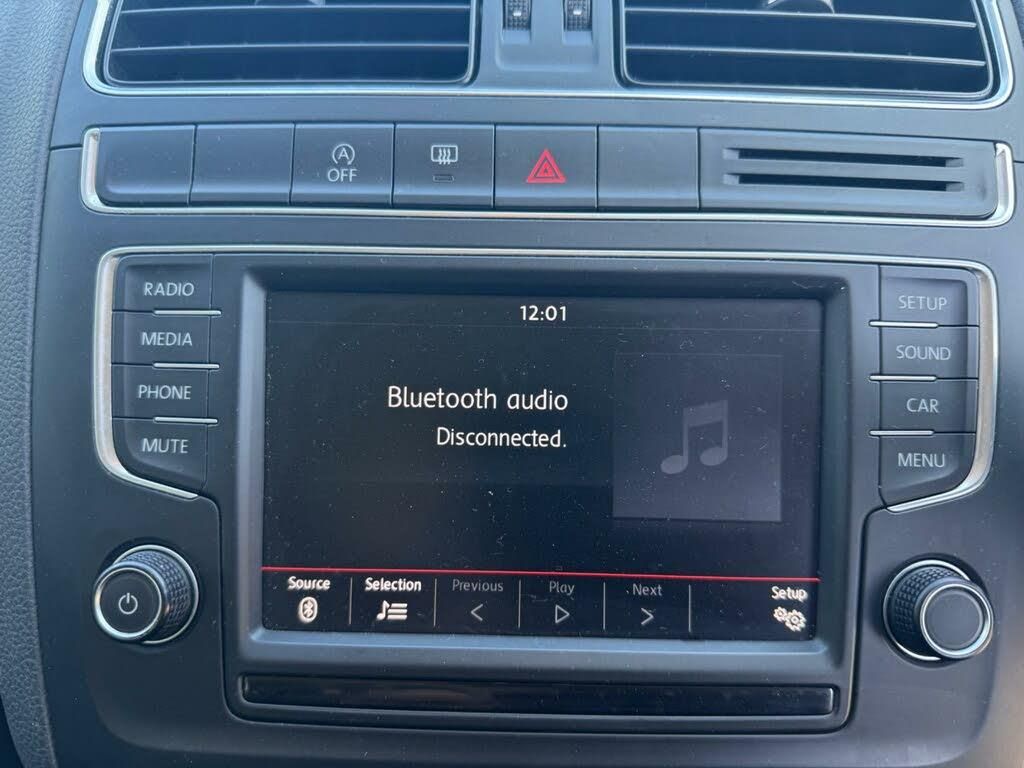 OFF
RADIO
MEDIA
PHONE
MUTE
12:01
Bluetooth audio
Disconnected.
Source
Selection
Previous
Play
Next
Setup
SETUP
SOUND
CAR
MENU